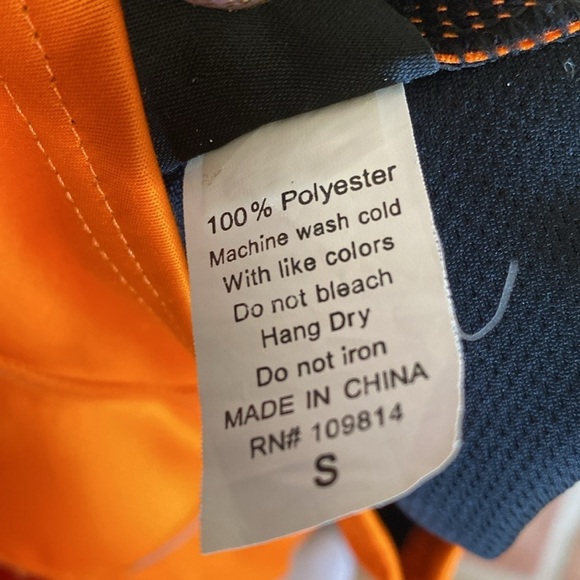 100% Polyester
Machine wash cold
With like colors
Do not bleach
Hang Dry
Do not iron
MADE IN CHINA
RN# 109814
S